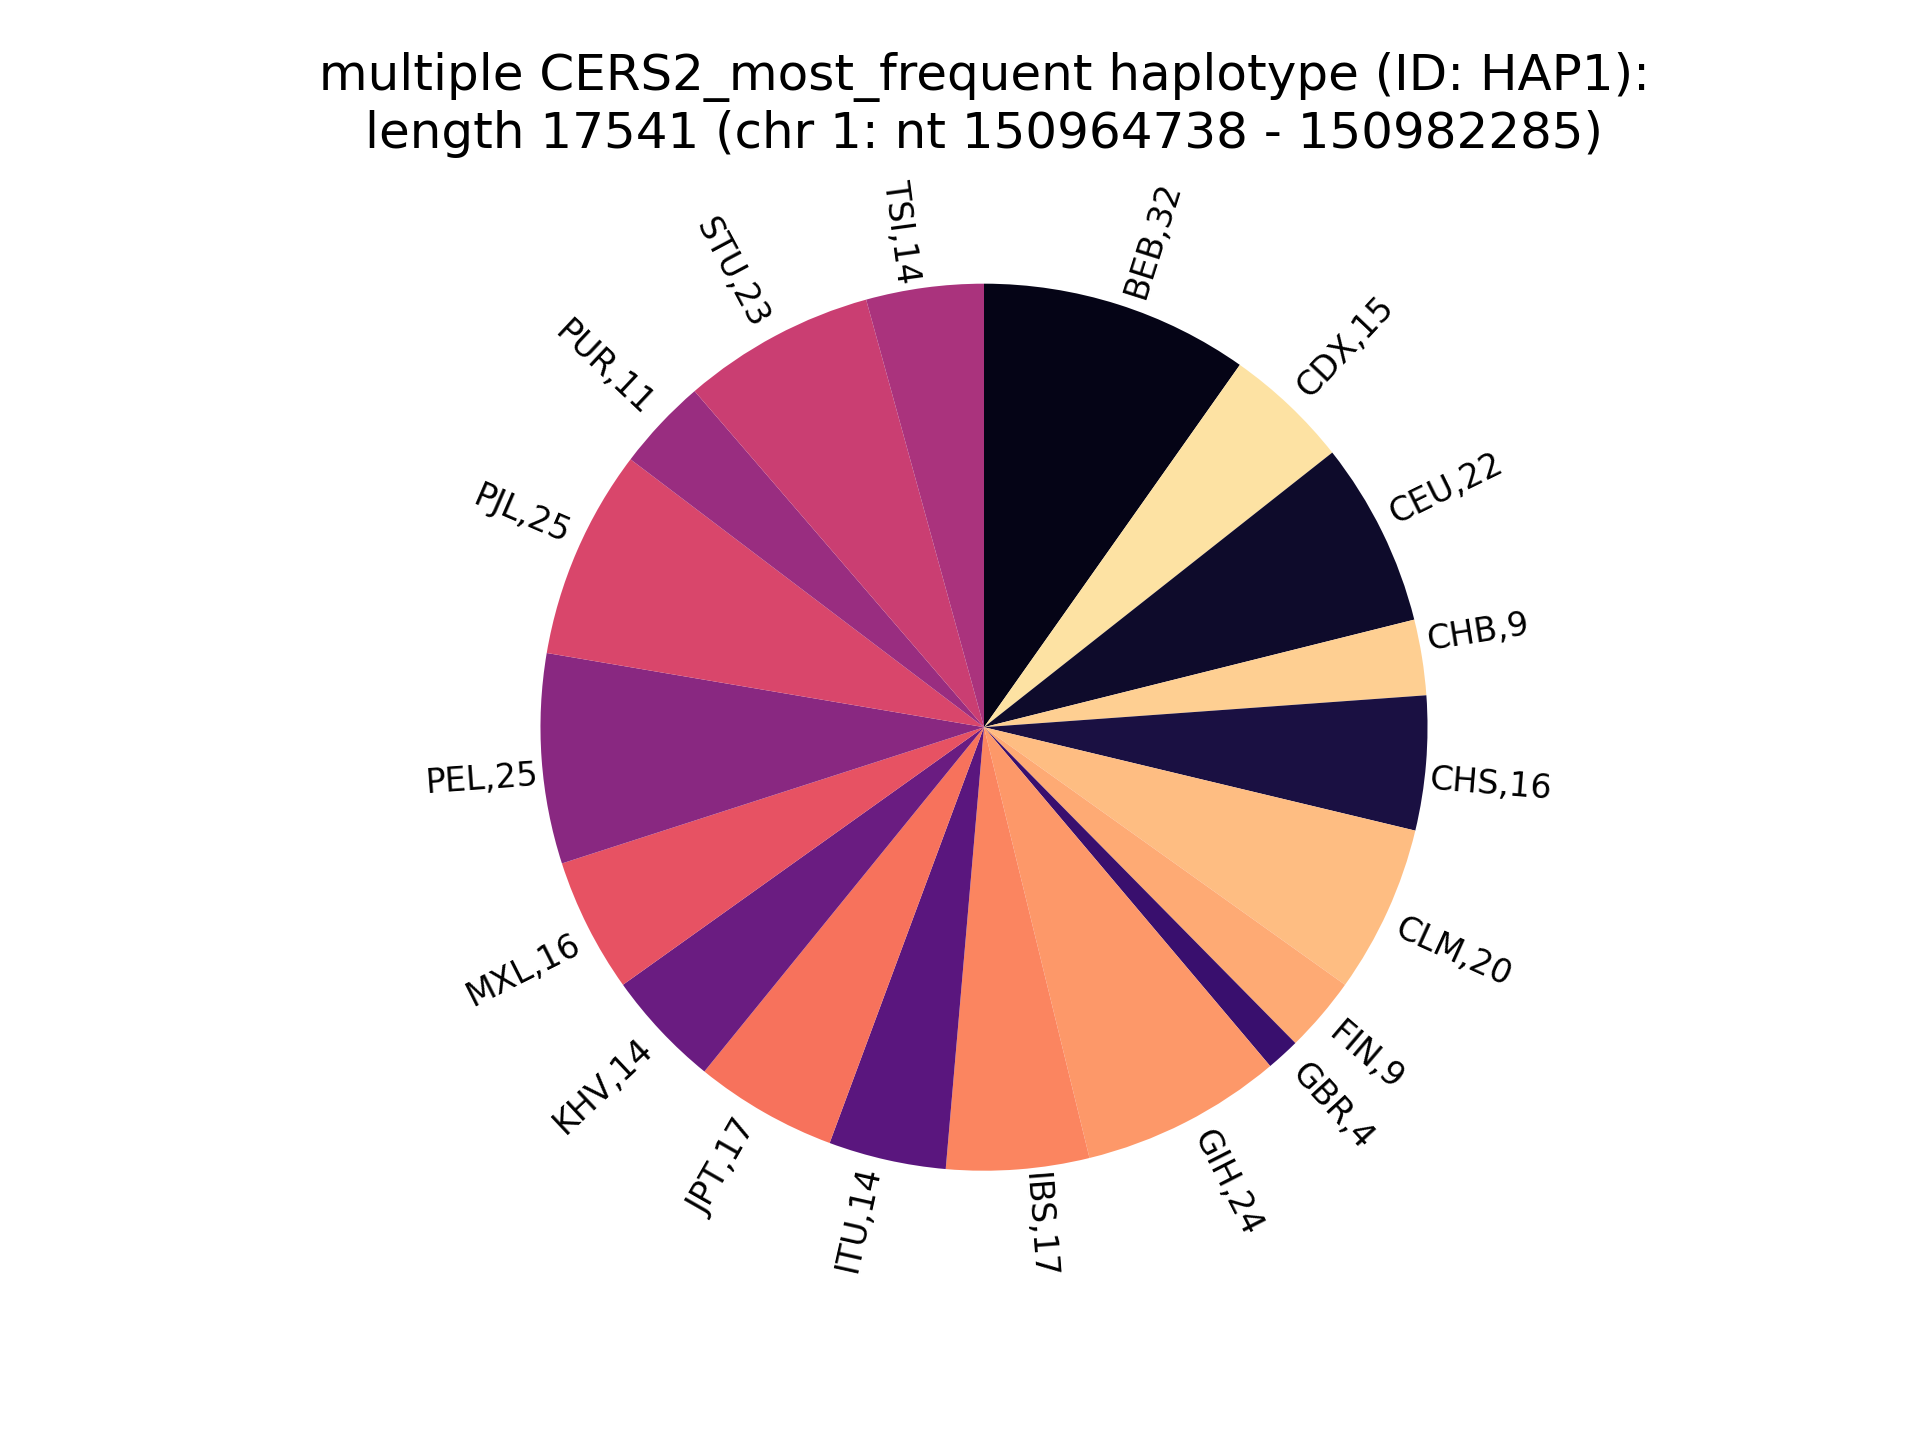 multiple CERS2_most_frequent haplotype (ID: HAP1):
length 17541 (chr 1: nt 150964738 - 150982285)
BEB,32
CDX,15
CEU,22
CHB,9
CHS,16
CLM,20
FIN,9
GBR,4
GIH,24
IBS,17
ITU,14
JPT,17
KHV,14
MXL,16
PEL,25
PJL,25
PUR,11
STU,23
TSI,14